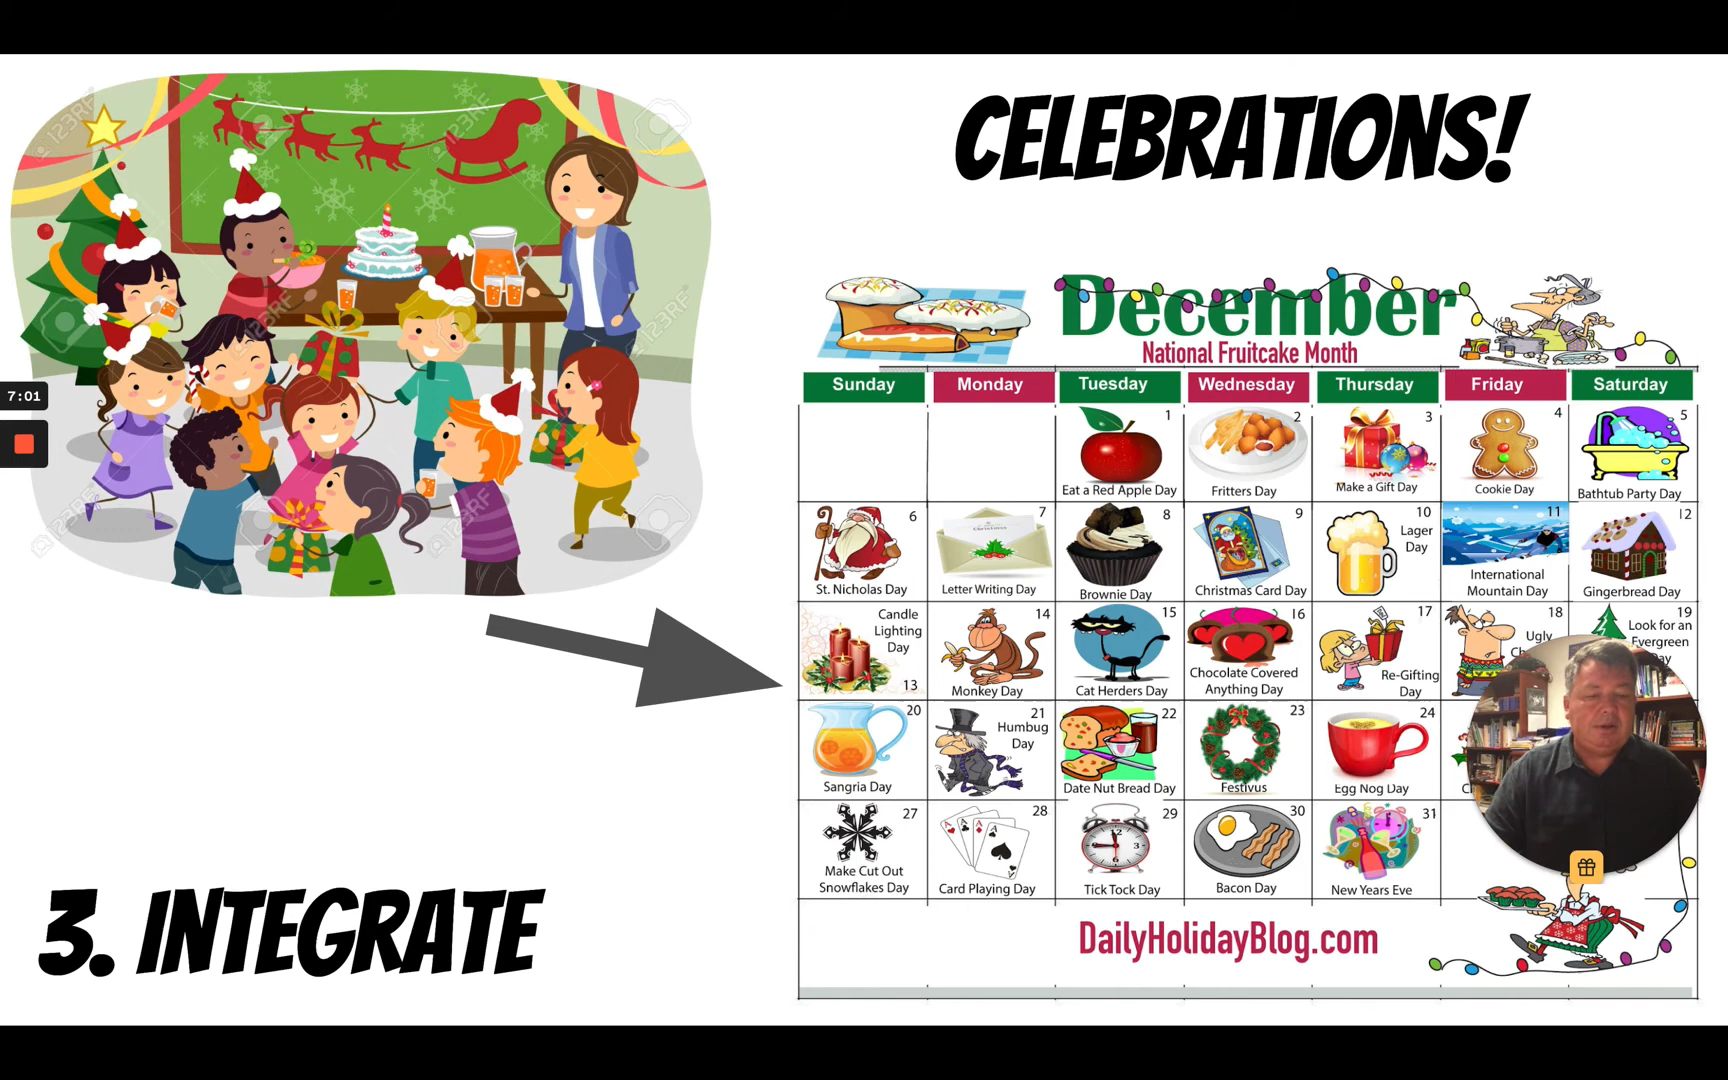 CELEBRATIONS!
December
National Fruitcake Month
Sunday Monday Tuesday Wednesday Thursday Friday Saturday
1 2 3 4 5
Eat a Red Apple Day
Fritters Day
Make a Gift Day
Cookie Day
Bathtub Party Day
6 7 8 9 10 11 12
St. Nicholas Day
Letter Writing Day
Brownie Day
Christmas Card Day
Lager
Day
International
Mountain Day
Gingerbread Day
Candle
Lighting
Day
13 14 15 16 17 18 19
Monkey Day
Cat Herders Day
Chocolate Covered
Anything Day
Re-Gifting
Day
Ugly
Look for an
Evergreen
20 21 22 23 24
Sangria Day
Humbug
Day
Date Nut Bread Day
Festivus
Egg Nog Day
27 28 29 30 31
Make Cut Out
Snowflakes Day
Card Playing Day
Tick Tock Day
Bacon Day
New Years Eve
DailyHolidayBlog.com
7:01
3. INTEGRATE
123RF